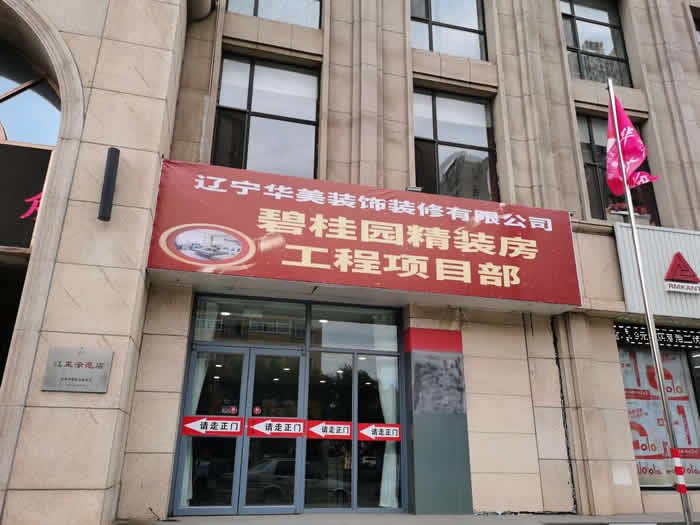 辽宁华美装饰装修有限公司
碧桂园精装房
工程项目部
请走正门
请走正门
请走正门
请走正门
RMKANT